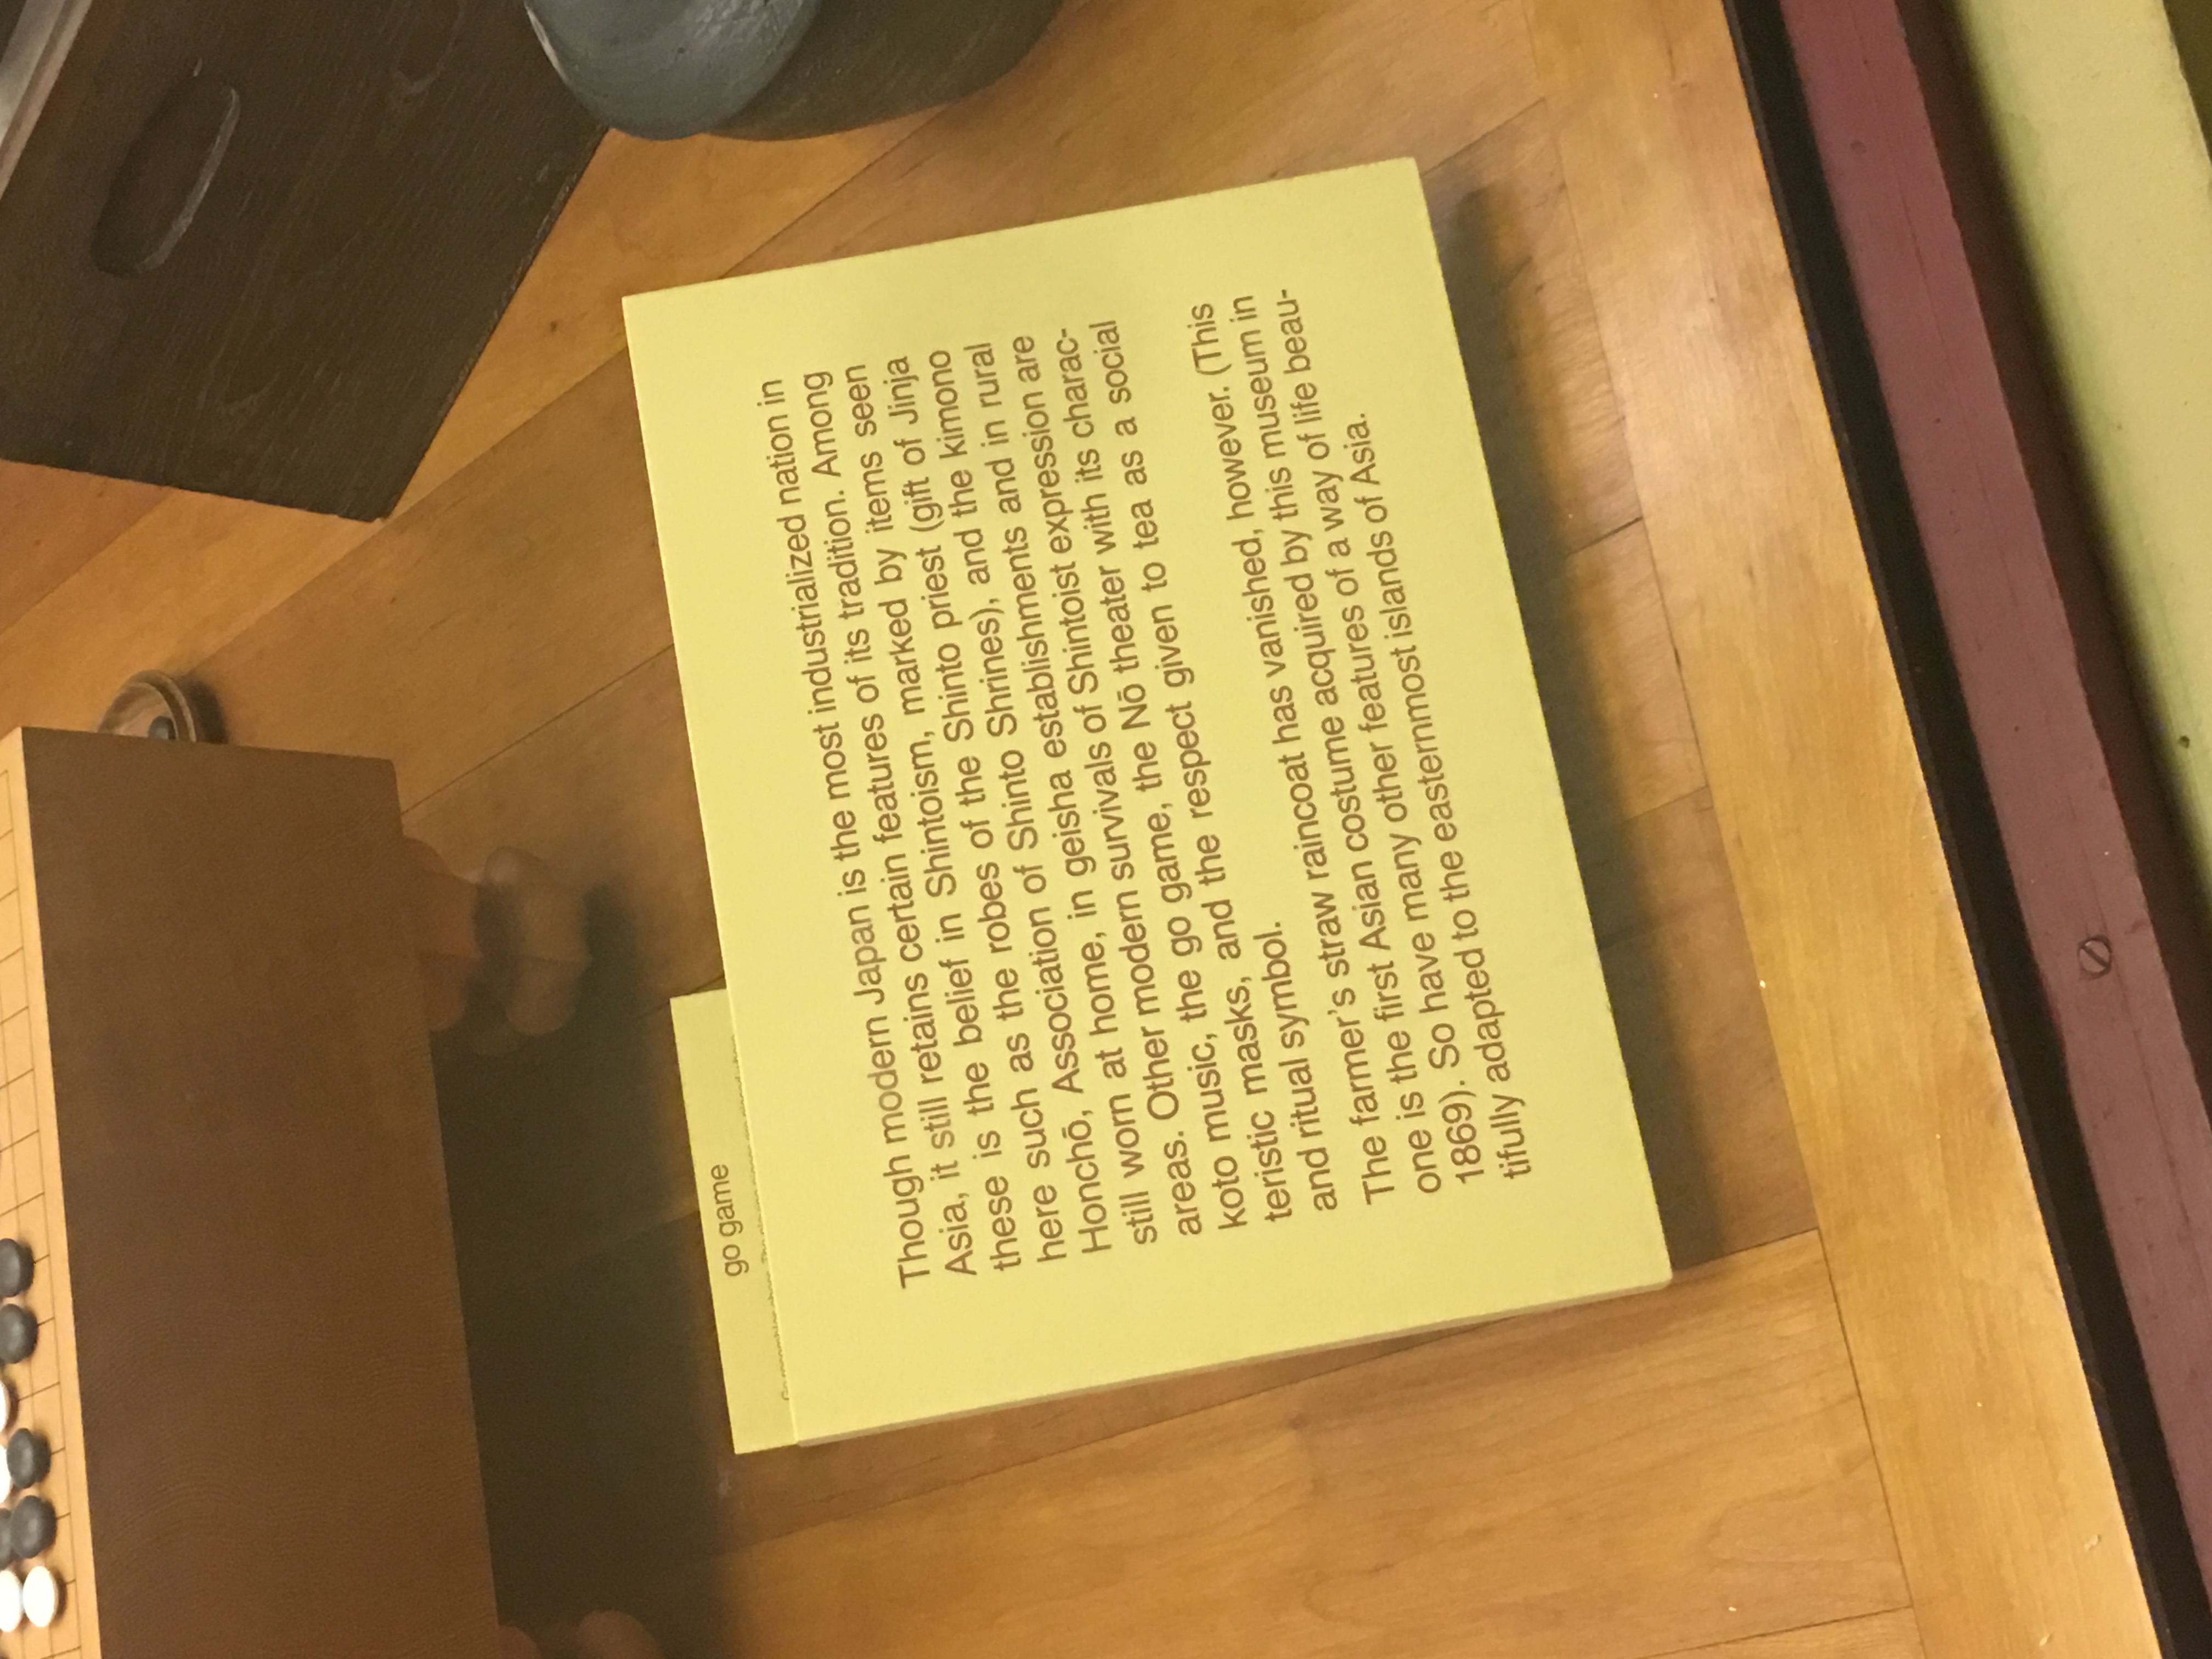 go game
Though modern Japan is the most industrialized nation in
Asia, it still retains certain features of its tradition. Among
these is the belief in Shintoism, marked by items seen
here such as the robes of the Shinto priest (gift of Jinja
Honchō, Association of Shinto Shrines), and the kimono
still worn at home, in geisha establishments and in rural
areas. Other modern survivals of Shintoist expression are
koto music, the go game, the Nō theater with its charac-
teristic masks, and the respect given to tea as a social
and ritual symbol.
The farmer's straw raincoat has vanished, however. (This
one is the first Asian costume acquired by this museum in
1869). So have many other features of a way of life beau-
tifully adapted to the easternmost islands of Asia.